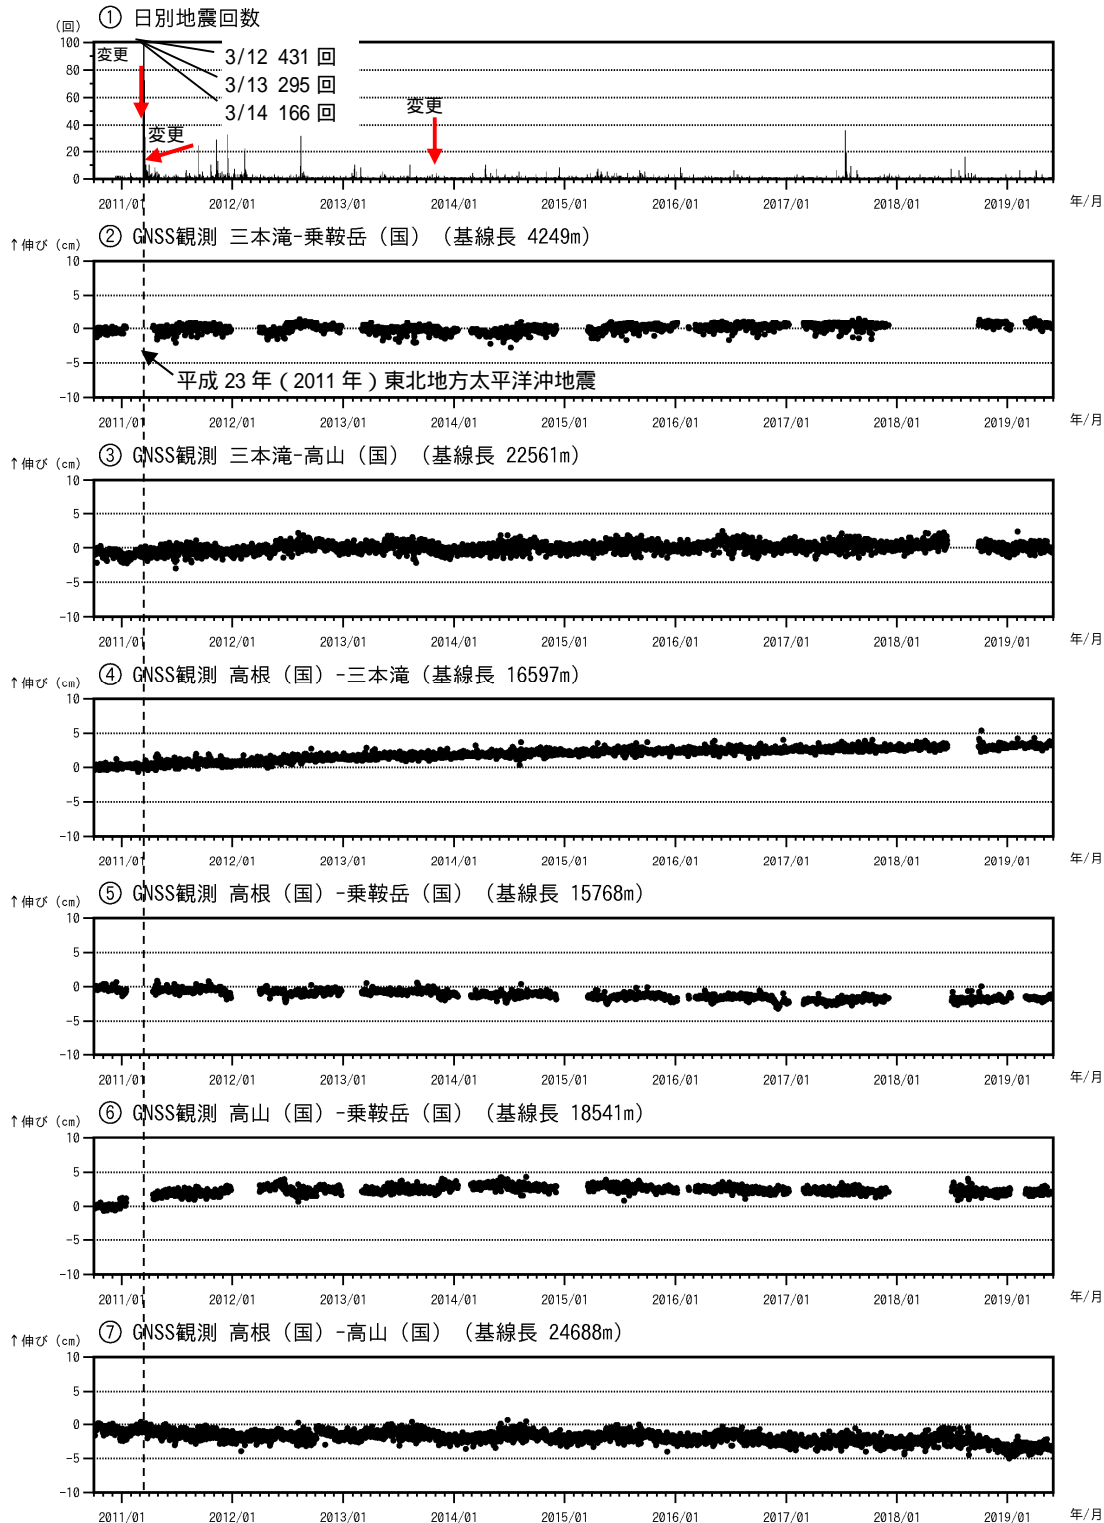 ① 日別地震回数
(回)
100
80
60
40
20
0
変更
3/12 431 回
3/13 295 回
3/14 166 回
変更
変更
2011/01 2012/01 2013/01 2014/01 2015/01 2016/01 2017/01 2018/01 2019/01 年/月
↑伸び (cm) ② GNSS観測 三本滝-乗鞍岳(国)(基線長 4249m)
10
5
0
-5
-10
平成 23 年 ( 2011 年 ) 東北地方太平洋沖地震
2011/01 2012/01 2013/01 2014/01 2015/01 2016/01 2017/01 2018/01 2019/01 年/月
↑伸び (cm) ③ GNSS観測 三本滝-高山(国)(基線長 22561m)
10
5
0
-5
-10
2011/01 2012/01 2013/01 2014/01 2015/01 2016/01 2017/01 2018/01 2019/01 年/月
↑伸び (cm) ④ GNSS観測 高根(国)-三本滝(基線長 16597m)
10
5
0
-5
-10
2011/01 2012/01 2013/01 2014/01 2015/01 2016/01 2017/01 2018/01 2019/01 年/月
↑伸び (cm) ⑤ GNSS観測 高根(国)-乗鞍岳(国)(基線長 15768m)
10
5
0
-5
-10
2011/01 2012/01 2013/01 2014/01 2015/01 2016/01 2017/01 2018/01 2019/01 年/月
↑伸び (cm) ⑥ GNSS観測 高山(国)-乗鞍岳(国)(基線長 18541m)
10
5
0
-5
-10
2011/01 2012/01 2013/01 2014/01 2015/01 2016/01 2017/01 2018/01 2019/01 年/月
↑伸び (cm) ⑦ GNSS観測 高根(国)-高山(国)(基線長 24688m)
10
5
0
-5
-10
2011/01 2012/01 2013/01 2014/01 2015/01 2016/01 2017/01 2018/01 2019/01 年/月